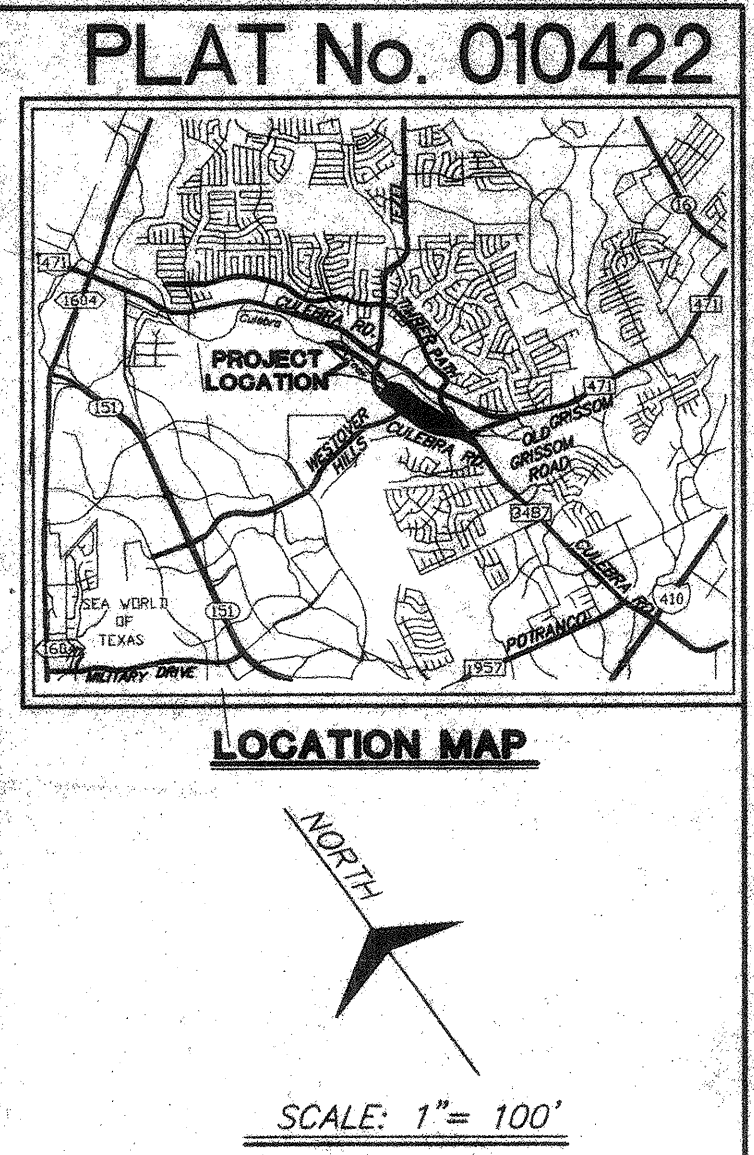 PLAT No. 010422
16
471
1604
471
CULEBRA RD.
Culebra
TIMBER PATH
PROJECT
LOCATION
471
151
WESTOVER
HILLS
CULEBRA RD.
OLD GRISSOM
GRISSOM
ROAD
3487
CULEBRA RD.
SEA WORLD
OF
TEXAS
151
410
POTRANCO
1957
MILITARY DRIVE
LOCATION MAP
NORTH
SCALE: 1"= 100'